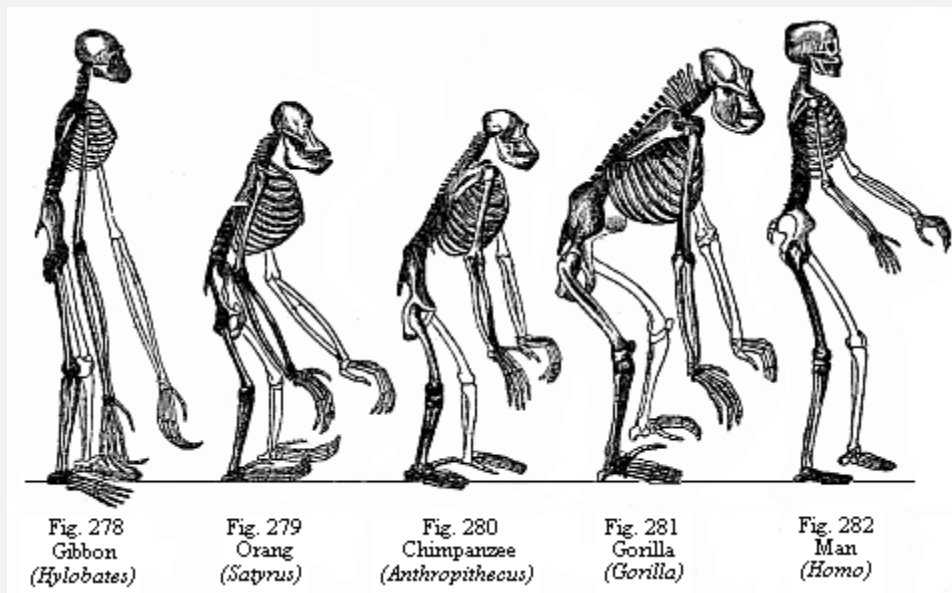 Fig. 278
Gibbon
(Hylobates)
Fig. 279
Orang
(Satyrus)
Fig. 280
Chimpanzee
(Anthropithecus)
Fig. 281
Gorilla
(Gorilla)
Fig. 282
Man
(Homo)